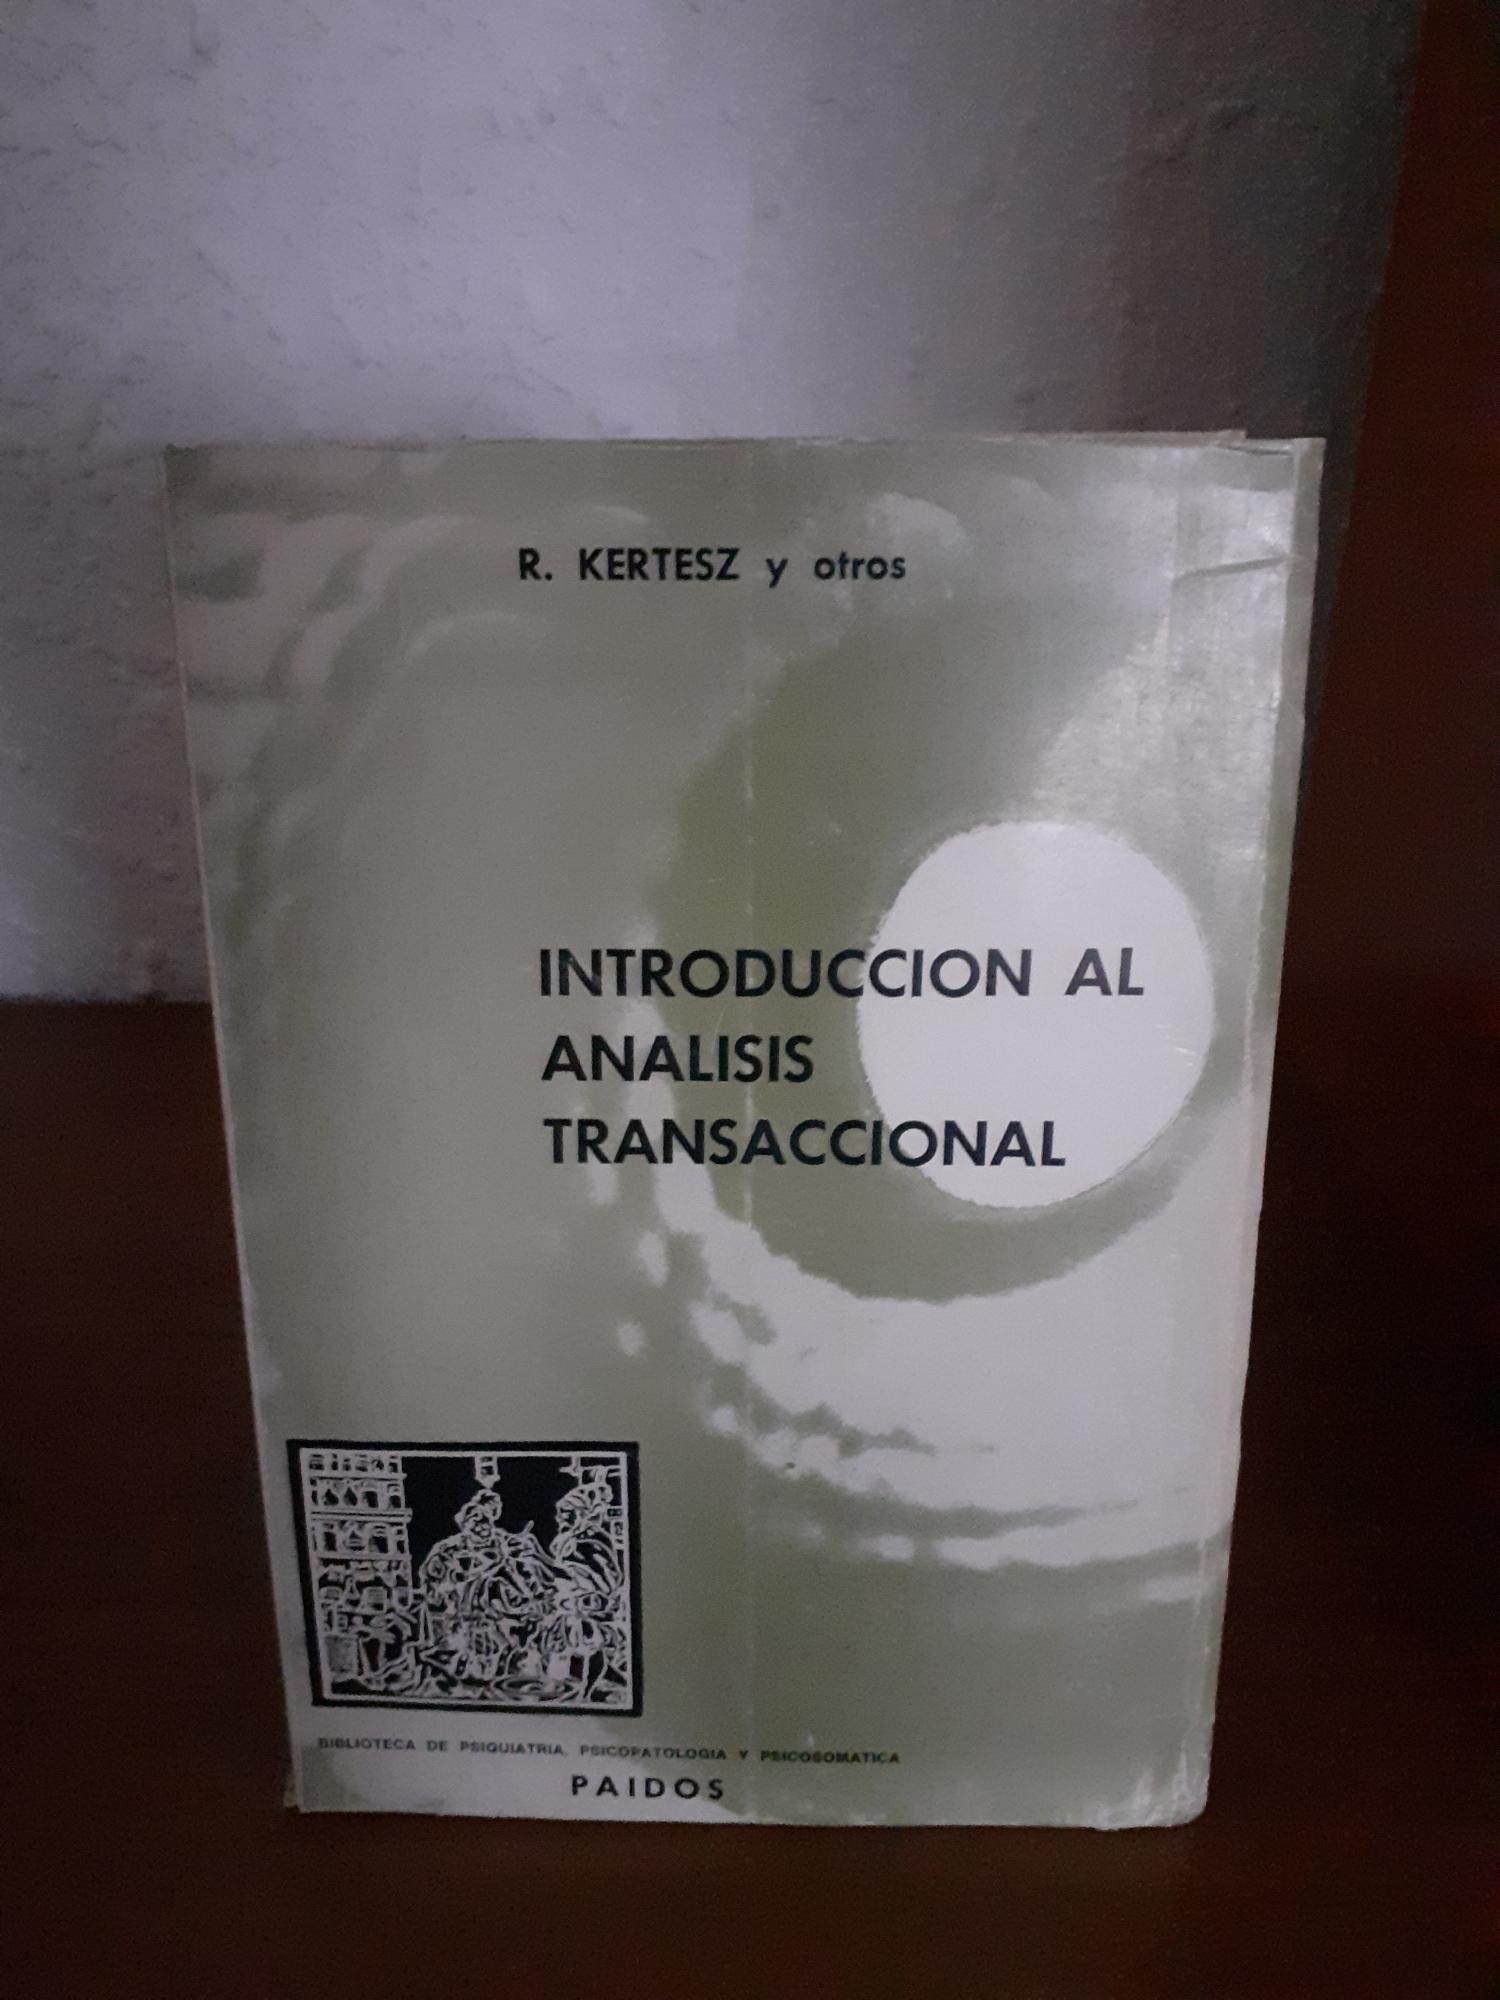 R. KERTESZ y otros
INTRODUCCION AL
ANALISIS
TRANSACCIONAL
BIBLIOTECA DE PSIQUIATRIA, PSICOPATOLOGIA Y PSICOSOMATICA
PAIDOS